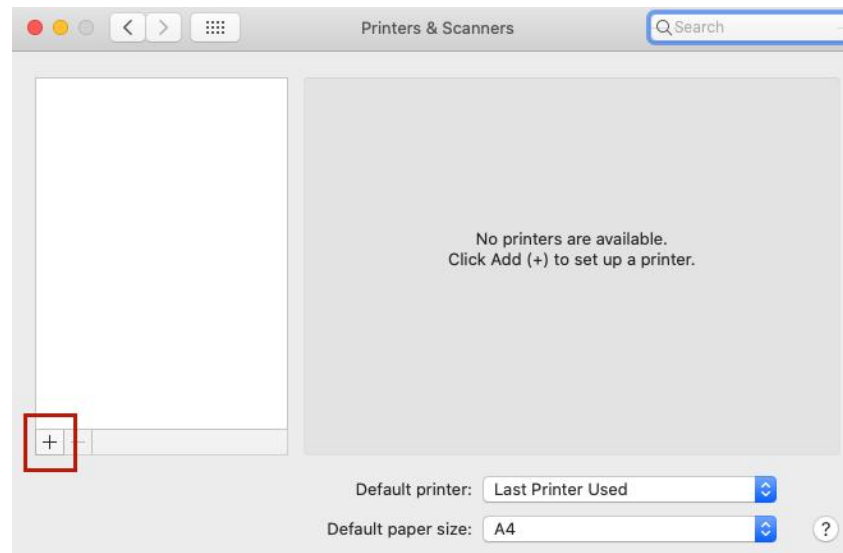 Printers & Scanners
Search
No printers are available.
Click Add (+) to set up a printer.
+ −
Default printer: Last Printer Used
Default paper size: A4
?